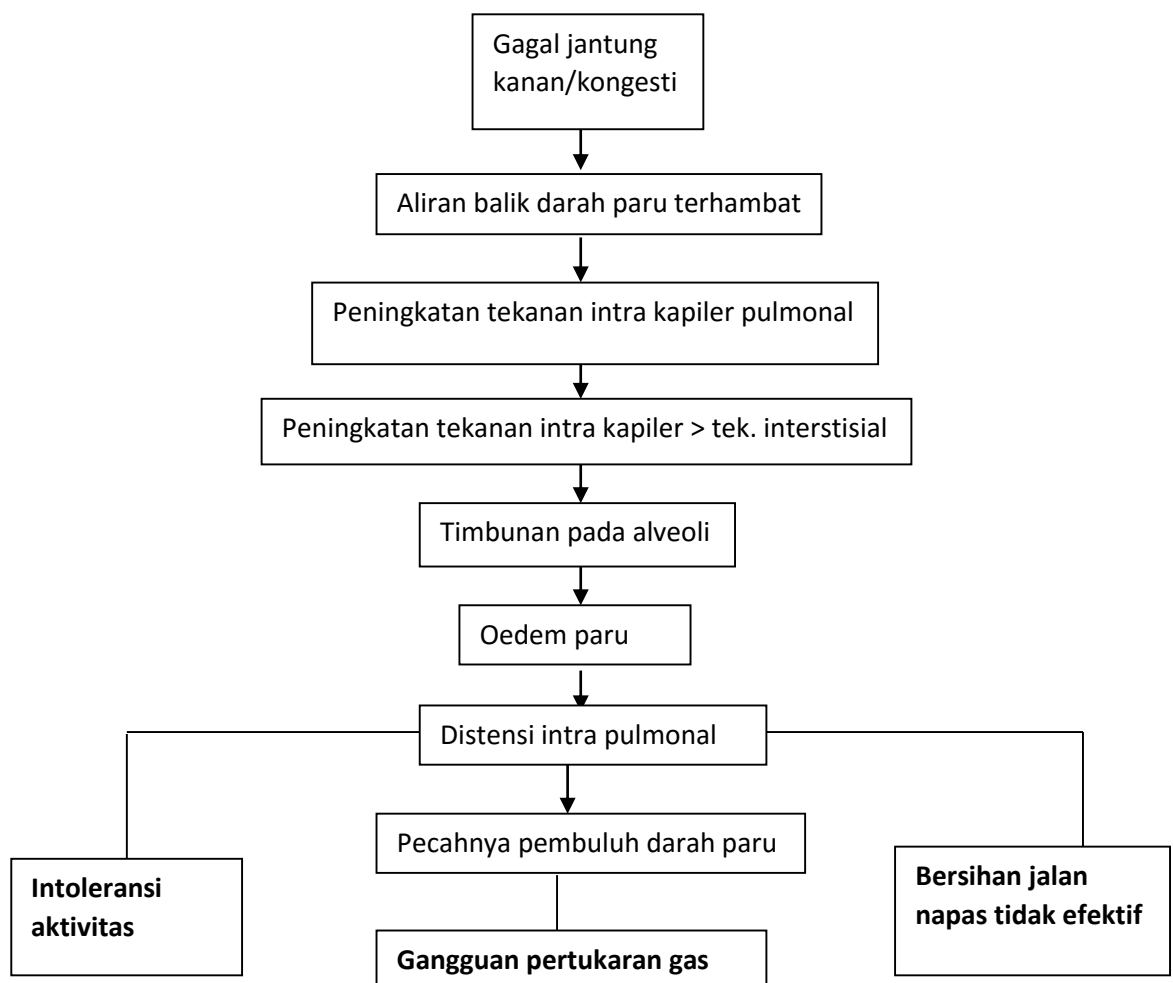 Gagal jantung
kanan/kongesti
Aliran balik darah paru terhambat
Peningkatan tekanan intra kapiler pulmonal
Peningkatan tekanan intra kapiler > tek. interstisial
Timbunan pada alveoli
Oedem paru
Distensi intra pulmonal
Pecahnya pembuluh darah paru
Intoleransi
aktivitas
Bersihan jalan
napas tidak efektif
Gangguan pertukaran gas